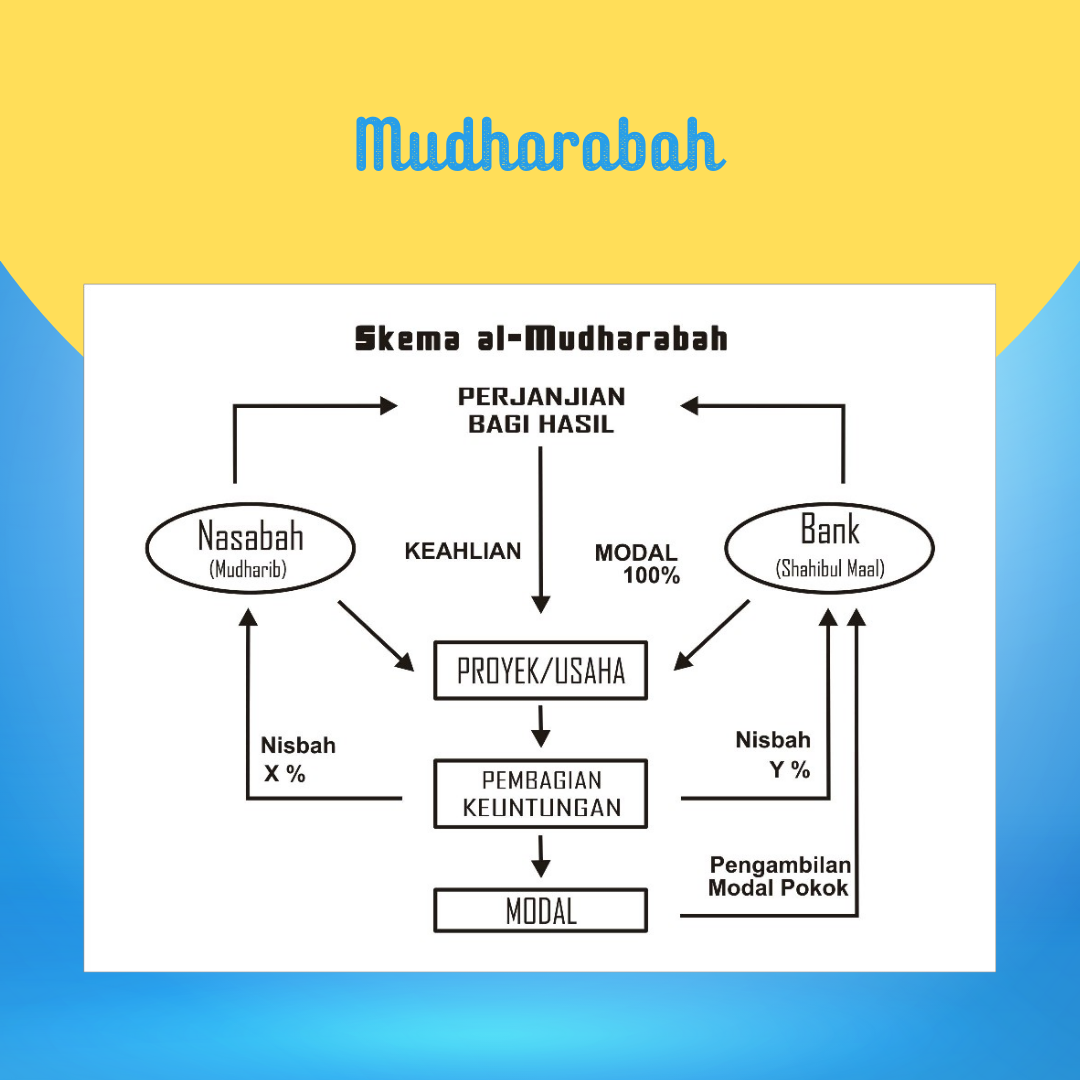 Mudharabah
Skema al-Mudharabah
PERJANJIAN
BAGI HASIL
Nasabah
(Mudharib)
KEAHLIAN
MODAL
100%
Bank
(Shahibul Maal)
PROYEK/USAHA
Nisbah
X %
PEMBAGIAN
KEUNTUNGAN
Nisbah
Y %
Pengambilan
Modal Pokok
MODAL